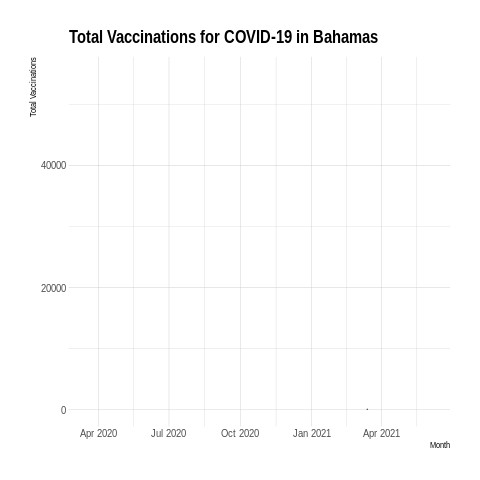 Total Vaccinations for COVID-19 in Bahamas
Total Vaccinations
40000
20000
0
Apr 2020 Jul 2020 Oct 2020 Jan 2021 Apr 2021
Month